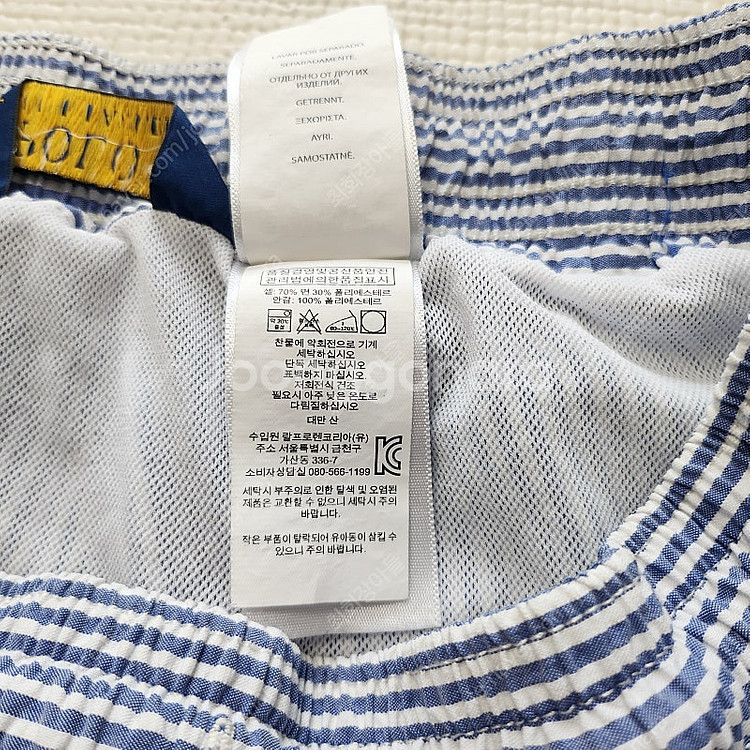 LAVAR POR SEPARADO.
SEPARADAMENTE.
ОТДЕЛЬНО ОТ ДРУГИХ
ИЗДЕЛИЙ.
GETRENNT.
ΞΕΧΩΡΙΣΤΑ.
AYRI.
SAMOSTATNĚ.
POLO
품질경영및공산품안전
관리법에의한품질표시
셀: 70% 면 30% 폴리에스테르
안감: 100% 폴리에스테르
약 30℃
중성
80~120℃
찬물에 약회전으로 기계
세탁하십시오
단독 세탁하십시오
표백하지 마십시오
저회전식 건조
필요시 아주 낮은 온도로
다림질하십시오
대만 산
수입원 랄프로렌코리아(유)
주소 서울특별시 금천구
가산동 336-7
소비자상담실 080-566-1199
세탁시 부주의로 인한 탈색 및 오염된
제품은 교환할 수 없으니 세탁시 주의
바랍니다.
작은 부품이 탈락되어 유아동이 삼킬 수
있으니 주의 바랍니다.